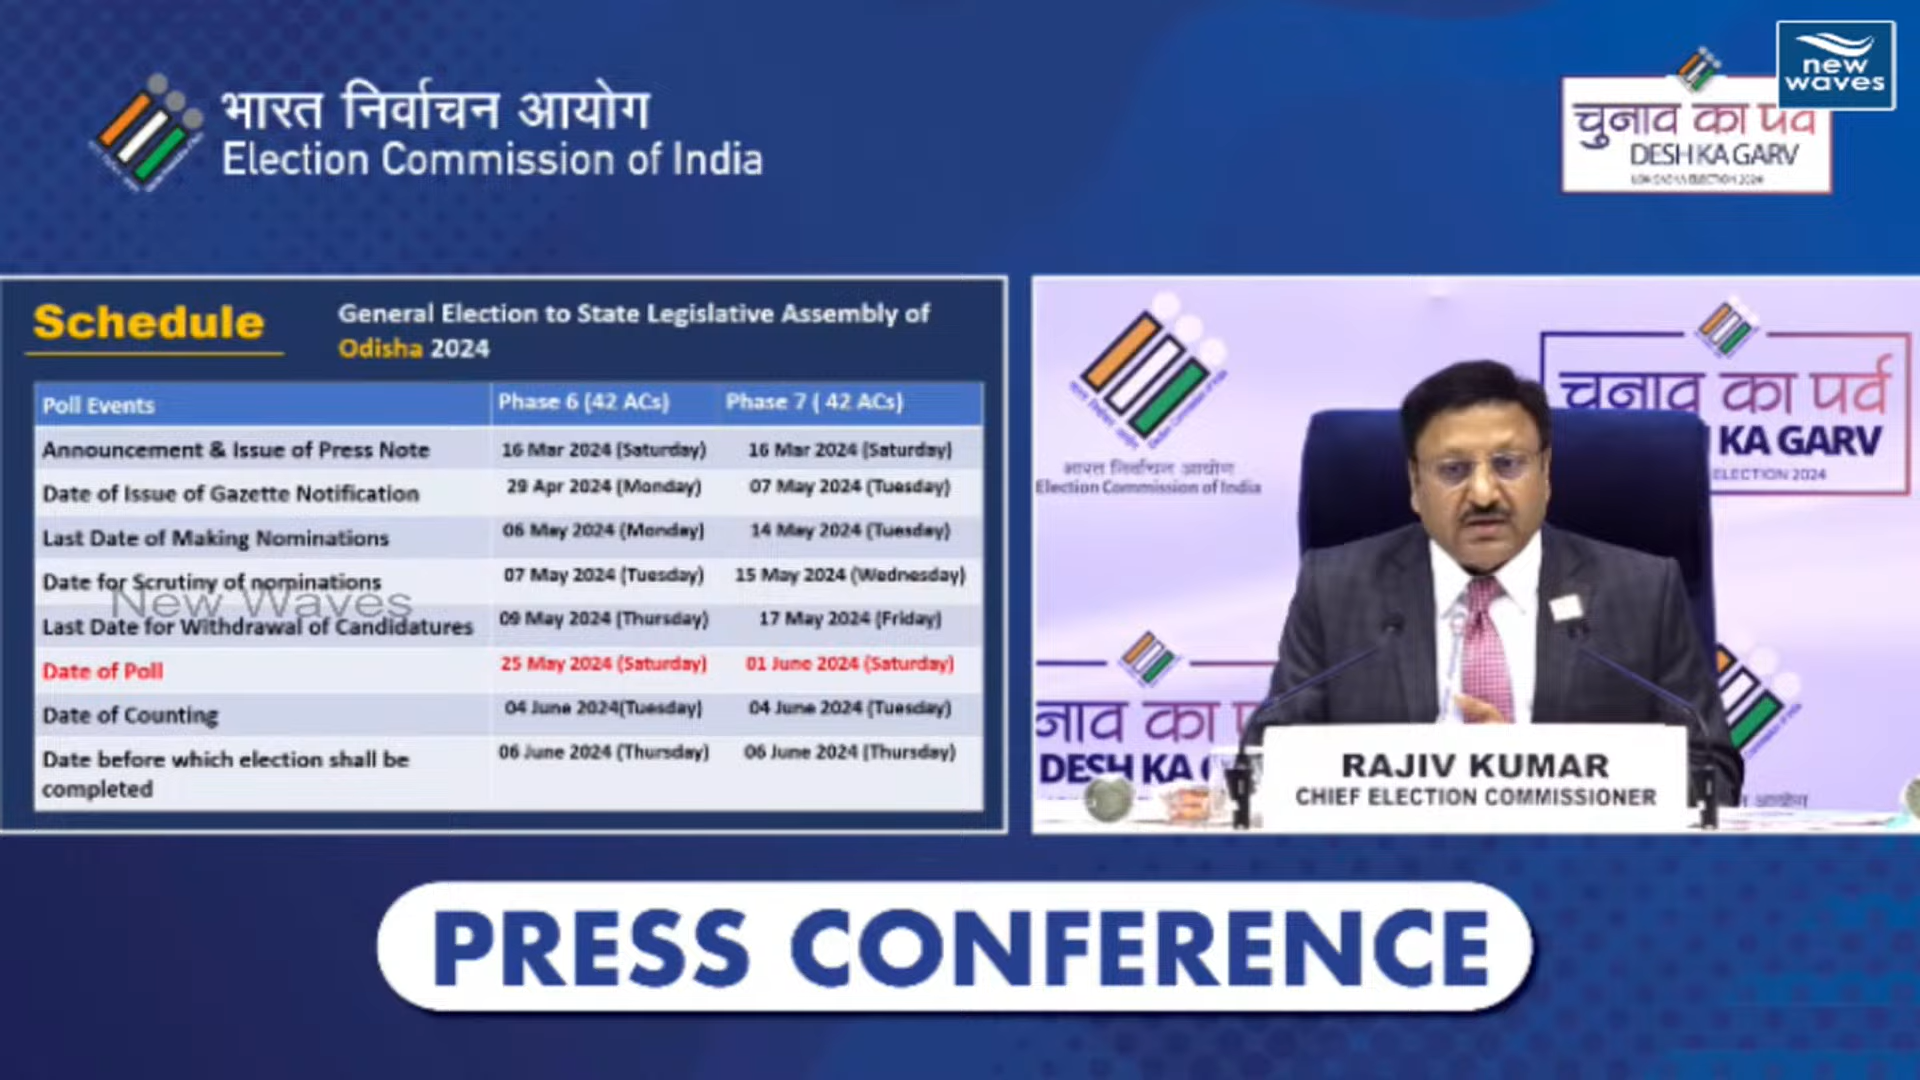 भारत निर्वाचन आयोग
Election Commission of India
new
waves
चुनाव का पर्व
DESH KA GARV
LOK SABHA ELECTION 2024
Schedule
General Election to State Legislative Assembly of
Odisha 2024
Poll Events Phase 6 (42 ACs) Phase 7 ( 42 ACs)
Announcement & Issue of Press Note 16 Mar 2024 (Saturday) 16 Mar 2024 (Saturday)
Date of Issue of Gazette Notification 29 Apr 2024 (Monday) 07 May 2024 (Tuesday)
Last Date of Making Nominations 06 May 2024 (Monday) 14 May 2024 (Tuesday)
Date for Scrutiny of nominations 07 May 2024 (Tuesday) 15 May 2024 (Wednesday)
New Waves
Last Date for Withdrawal of Candidatures 09 May 2024 (Thursday) 17 May 2024 (Friday)
Date of Poll 25 May 2024 (Saturday) 01 June 2024 (Saturday)
Date of Counting 04 June 2024(Tuesday) 04 June 2024 (Tuesday)
Date before which election shall be 06 June 2024 (Thursday) 06 June 2024 (Thursday)
completed
भारत निर्वाचन आयोग
Election Commission of India
चुनाव का पर्व
KA GARV
ELECTION 2024
नाव का प
DESH KA G
आयोग
RAJIV KUMAR
CHIEF ELECTION COMMISSIONER
PRESS CONFERENCE